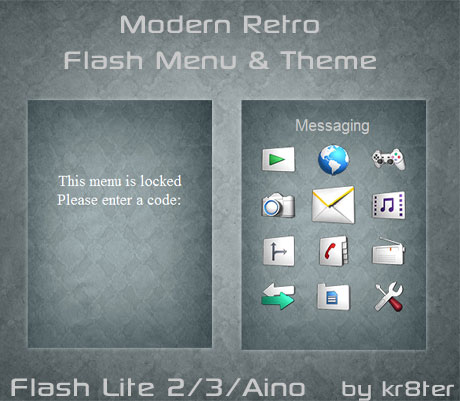 Modern Retro
Flash Menu & Theme
This menu is locked
Please enter a code:
Messaging
Flash Lite 2/3/Aino
by kr8ter